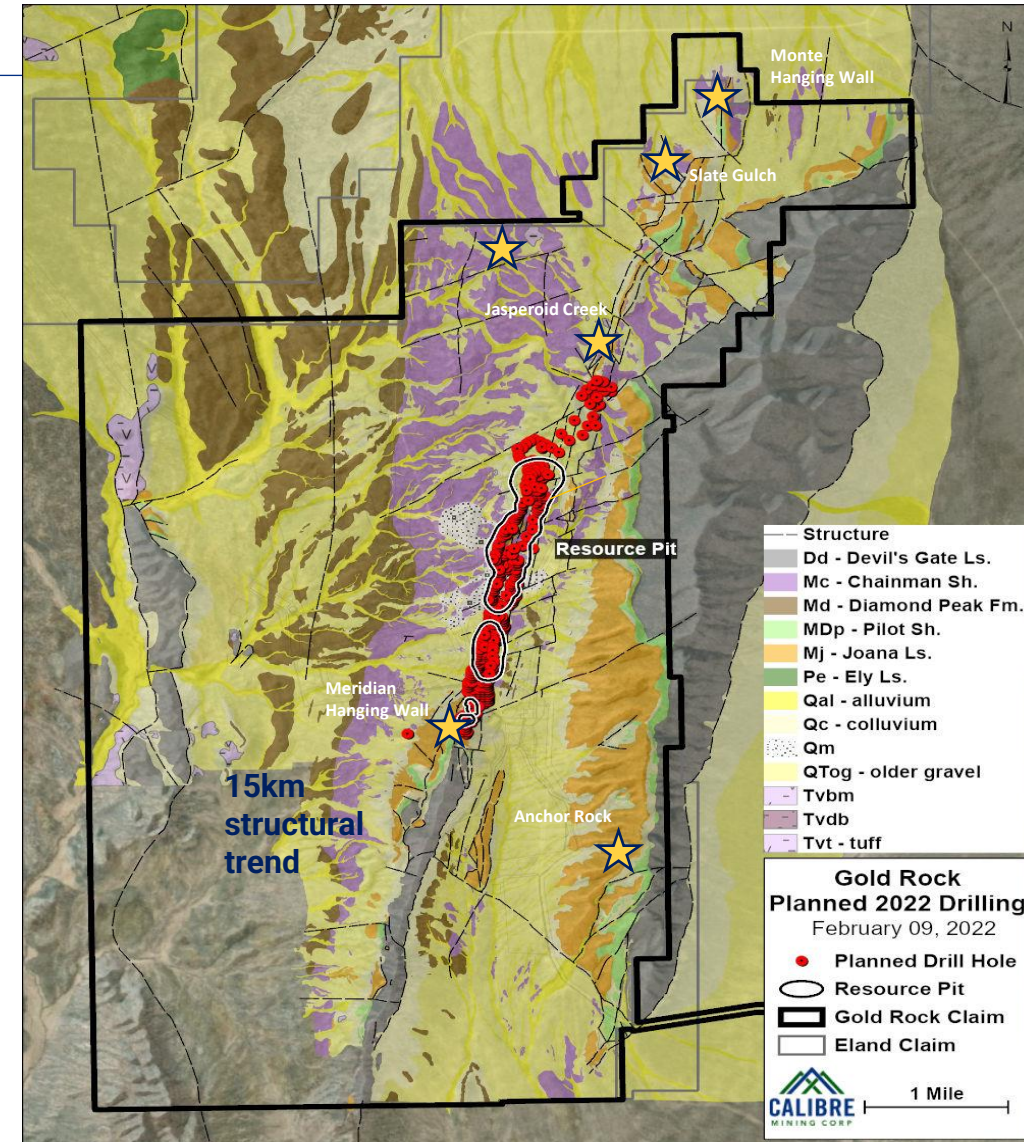 N
Monte
Hanging Wall
Slate Gulch
Jasperoid Creek
Resource Pit
Meridian
Hanging Wall
15km
structural
trend
Anchor Rock
Structure
Dd - Devil's Gate Ls.
Mc - Chainman Sh.
Md - Diamond Peak Fm.
MDp - Pilot Sh.
Mj - Joana Ls.
Pe - Ely Ls.
Qal - alluvium
Qc - colluvium
Qm
QTog - older gravel
Tvbm
Tvdb
Tvt - tuff
Gold Rock
Planned 2022 Drilling
February 09, 2022
Planned Drill Hole
Resource Pit
Gold Rock Claim
Eland Claim
CALIBRE
MINING CORP
1 Mile